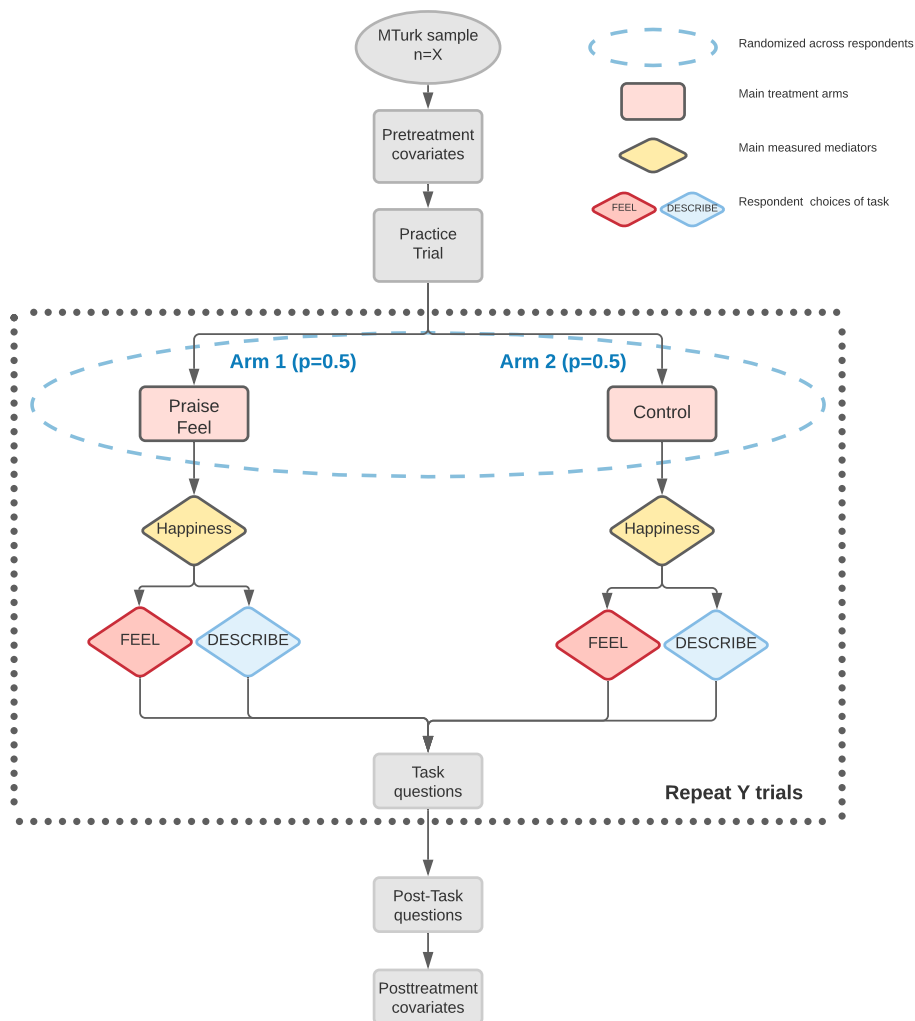 MTurk sample
n=X
Randomized across respondents
Main treatment arms
Pretreatment
covariates
Main measured mediators
FEEL
DESCRIBE
Respondent choices of task
Practice
Trial
Arm 1 (p=0.5)
Arm 2 (p=0.5)
Praise
Feel
Control
Happiness
Happiness
FEEL
DESCRIBE
FEEL
DESCRIBE
Task
questions
Repeat Y trials
Post-Task
questions
Posttreatment
covariates